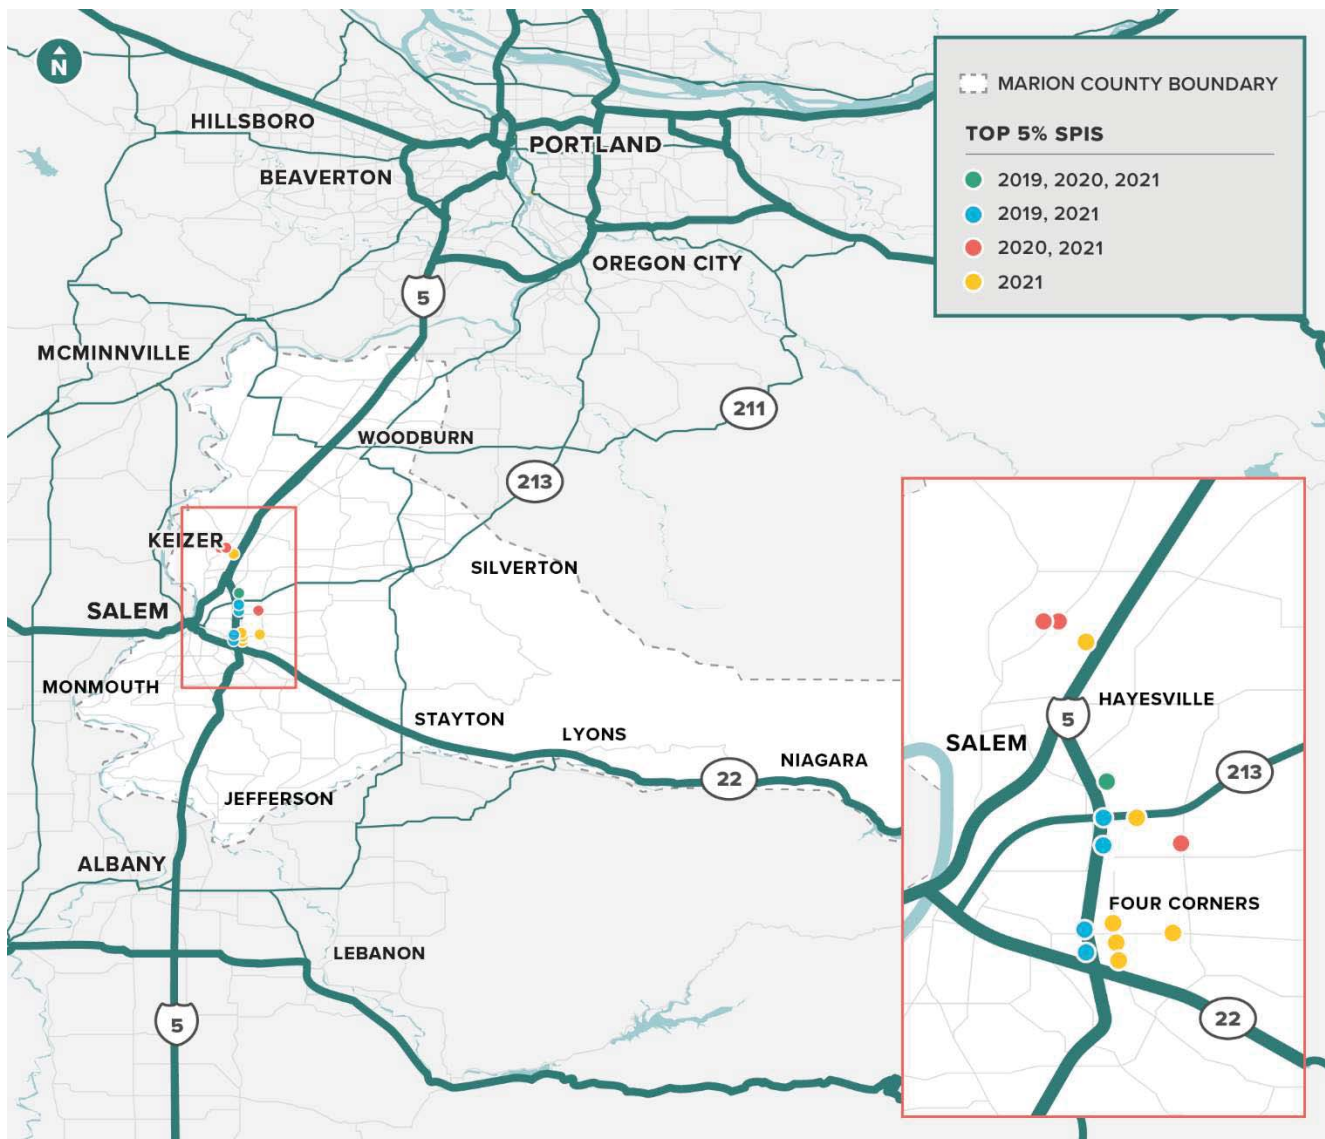 N
MARION COUNTY BOUNDARY
TOP 5% SPIS
2019, 2020, 2021
2019, 2021
2020, 2021
2021
HILLSBORO
PORTLAND
BEAVERTON
OREGON CITY
5
MCMINNVILLE
211
WOODBURN
213
KEIZER
SILVERTON
SALEM
MONMOUTH
STAYTON
LYONS
NIAGARA
22
JEFFERSON
ALBANY
LEBANON
5
HAYESVILLE
5
SALEM
213
FOUR CORNERS
22